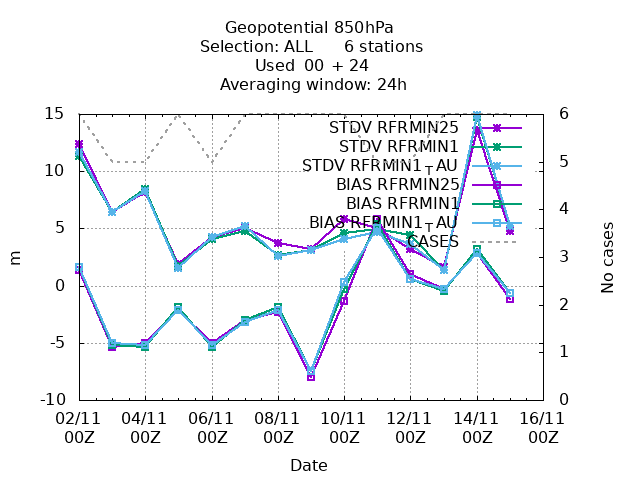 Geopotential 850hPa
Selection: ALL 6 stations
Used 00 + 24
Averaging window: 24h
15 6
STDV RFRMIN25
STDV RFRMIN1
10 5
STDV RFRMIN1TAU
BIAS RFRMIN25
BIAS RFRMIN1
4
BIAS RFRMIN1TAU
5
CASES
m
No cases
3
0
2
-5
1
-10 0
02/11 04/11 06/11 08/11 10/11 12/11 14/11 16/11
00Z 00Z 00Z 00Z 00Z 00Z 00Z 00Z
Date